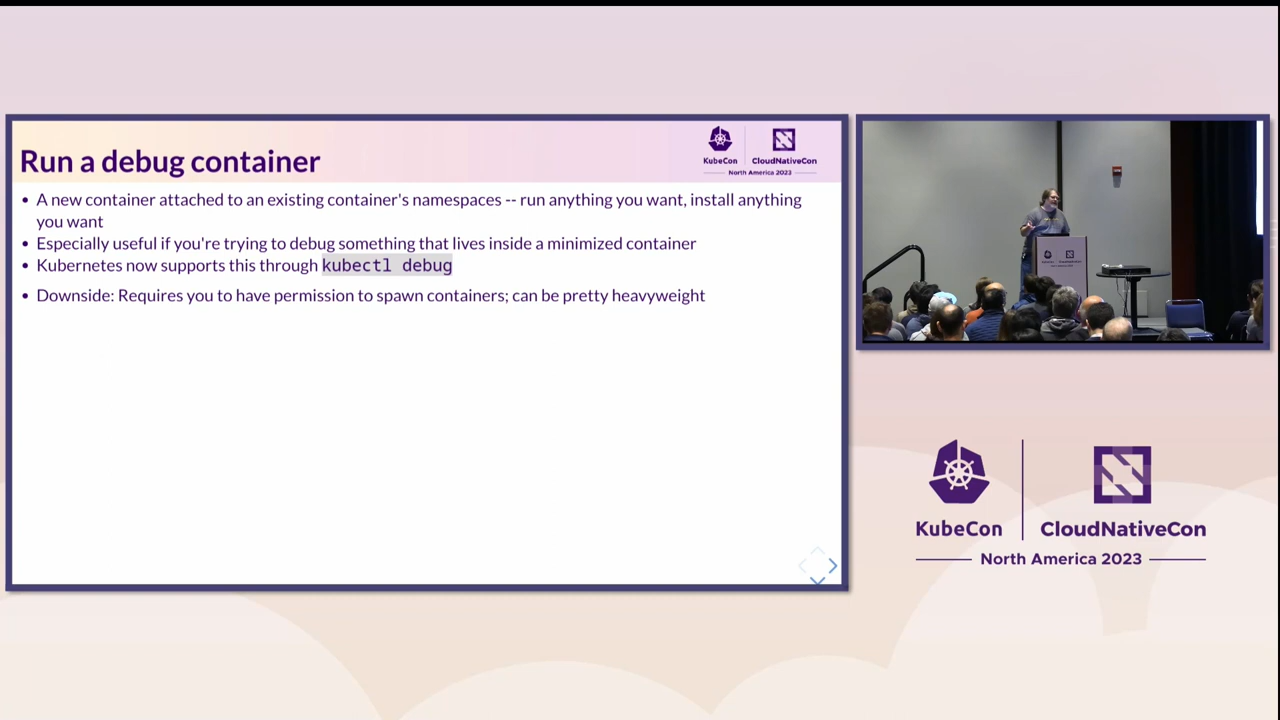 Run a debug container
KubeCon
CloudNativeCon
North America 2023
• A new container attached to an existing container's namespaces -- run anything you want, install anything
you want
• Especially useful if you're trying to debug something that lives inside a minimized container
• Kubernetes now supports this through kubectl debug
• Downside: Requires you to have permission to spawn containers; can be pretty heavyweight
KubeCon
CloudNativeCon
North America 2023